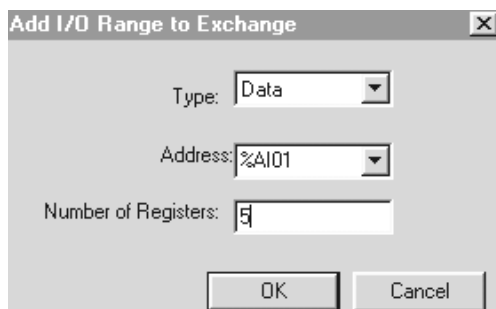 Add I/O Range to Exchange
Type: Data
Address: %AI01
Number of Registers: 5
OK Cancel